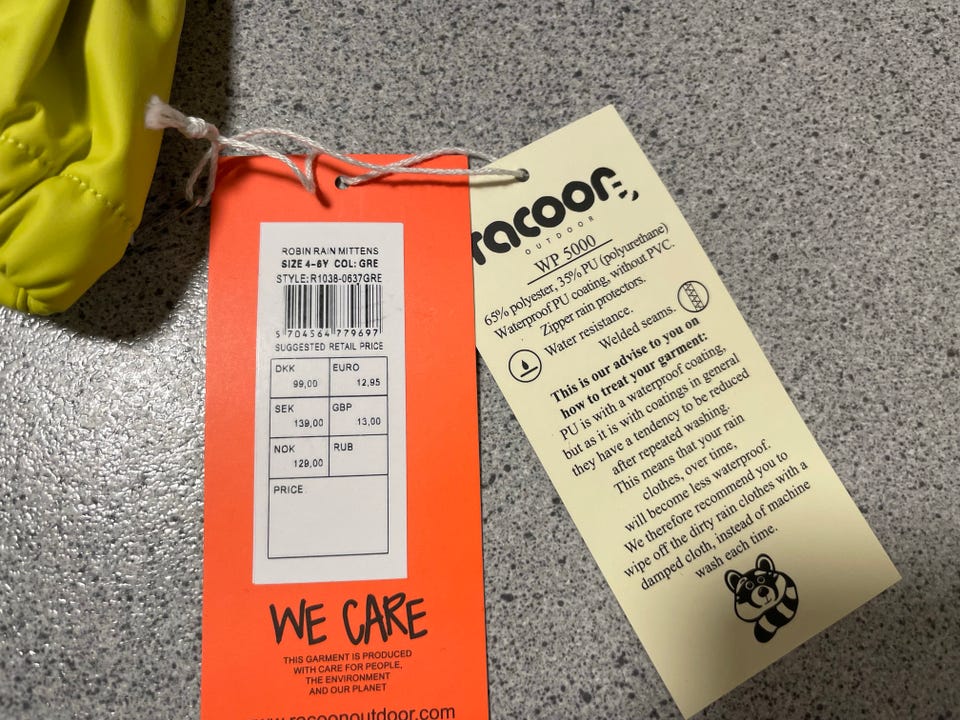 ROBIN RAIN MITTENS
SIZE 4-6Y COL: GRE
STYLE: R1038-0637GRE
5 704564 779697
SUGGESTED RETAIL PRICE
DKK 99,00 EURO 12,95
SEK 139,00 GBP 13,00
NOK 129,00 RUB
PRICE
WE CARE
THIS GARMENT IS PRODUCED
WITH CARE FOR PEOPLE,
THE ENVIRONMENT
AND OUR PLANET
www.racoonoutdoor.com
racoon
OUTDOOR
WP 5000
65% polyester, 35% PU (polyurethane)
Waterproof PU coating, without PVC.
Zipper rain protectors.
Water resistance.
Welded seams.
This is our advise to you on
how to treat your garment:
PU is with a waterproof coating,
but as it is with coatings in general
they have a tendency to be reduced
after repeated washing.
This means that your rain
clothes, over time,
will become less waterproof.
We therefore recommend you to
wipe off the dirty rain clothes with a
damped cloth, instead of machine
wash each time.